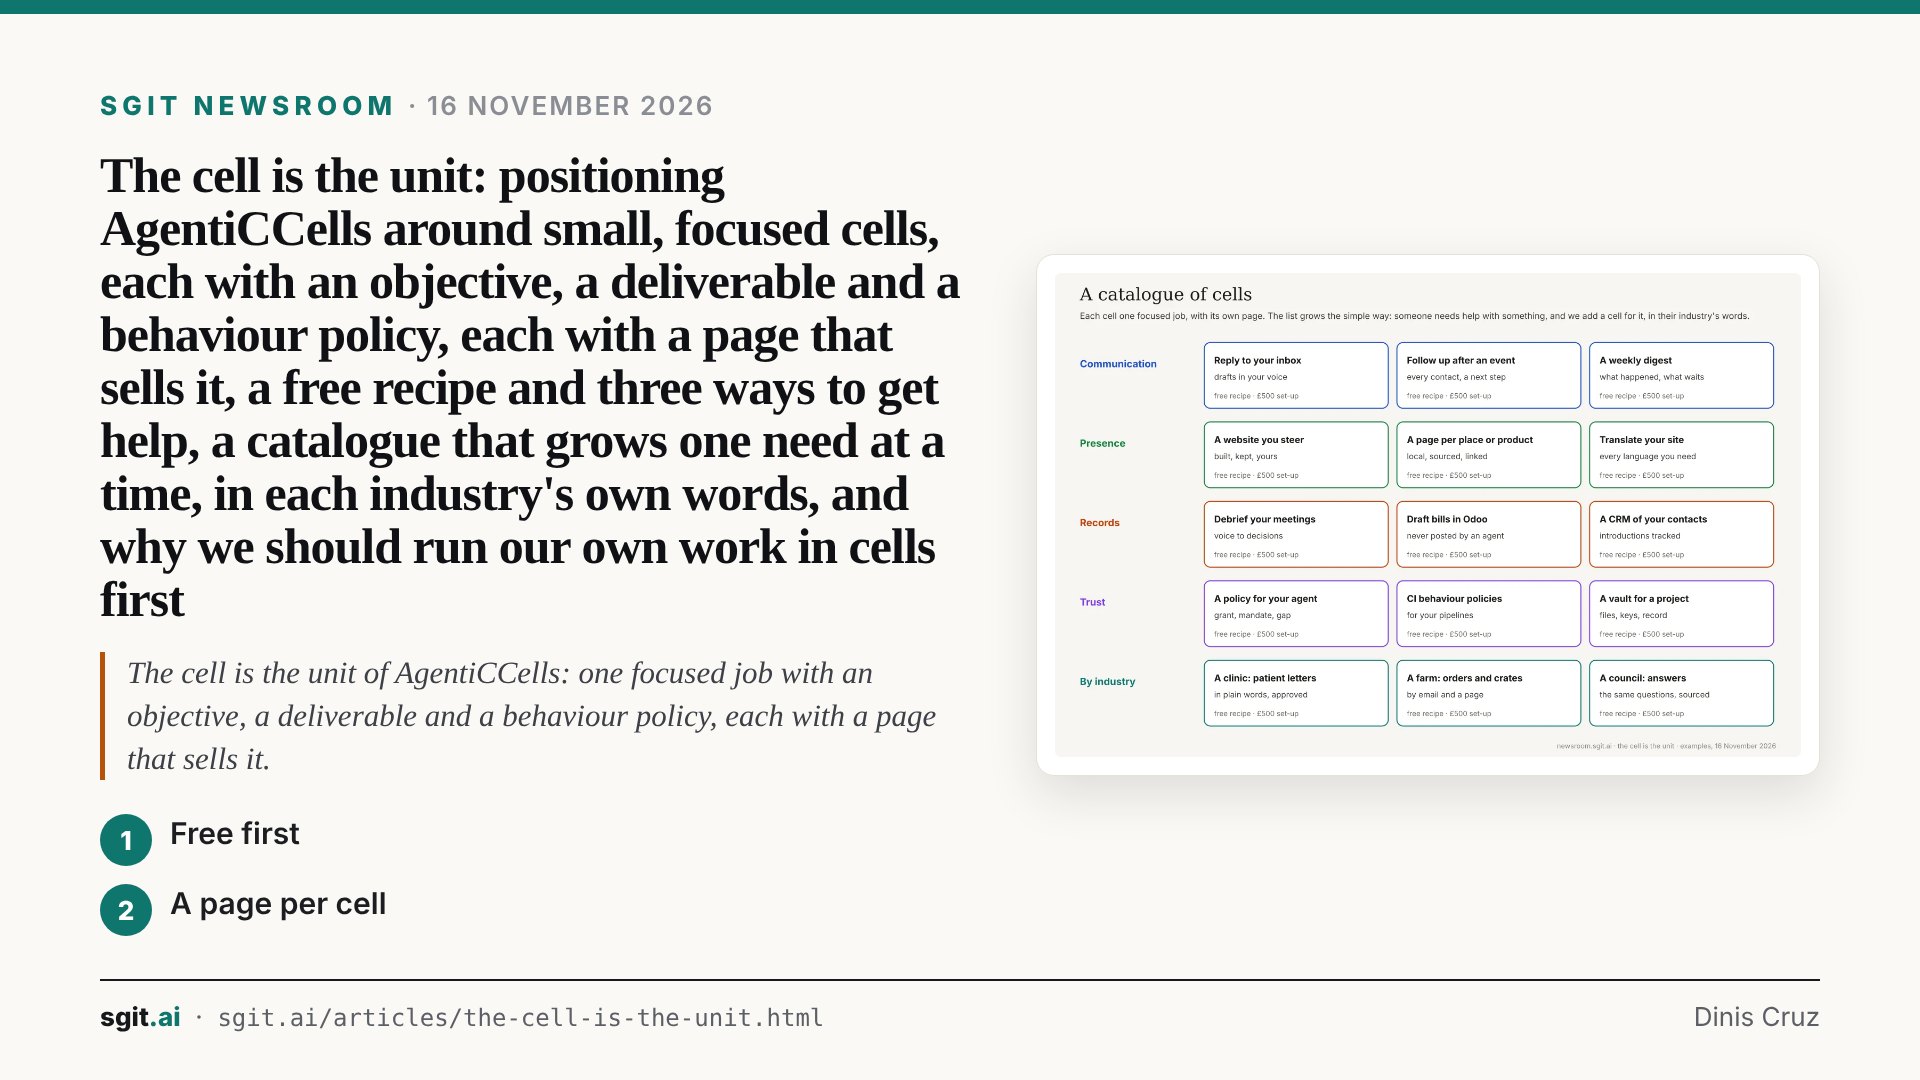 SGIT NEWSROOM · 16 NOVEMBER 2026
The cell is the unit: positioning
AgentiCCells around small, focused cells,
each with an objective, a deliverable and a
behaviour policy, each with a page that
sells it, a free recipe and three ways to get
help, a catalogue that grows one need at a
time, in each industry's own words, and
why we should run our own work in cells
first
The cell is the unit of AgentiCCells: one focused job with an
objective, a deliverable and a behaviour policy, each with a page
that sells it.
1 Free first
2 A page per cell
A catalogue of cells
Each cell one focused job, with its own page. The list grows the simple way: someone needs help with something, and we add a cell for it, in their industry's words.
Communication
Reply to your inbox
drafts in your voice
free recipe · £500 set-up
Follow up after an event
every contact, a next step
free recipe · £500 set-up
A weekly digest
what happened, what waits
free recipe · £500 set-up
Presence
A website you steer
built, kept, yours
free recipe · £500 set-up
A page per place or product
local, sourced, linked
free recipe · £500 set-up
Translate your site
every language you need
free recipe · £500 set-up
Records
Debrief your meetings
voice to decisions
free recipe · £500 set-up
Draft bills in Odoo
never posted by an agent
free recipe · £500 set-up
A CRM of your contacts
introductions tracked
free recipe · £500 set-up
Trust
A policy for your agent
grant, mandate, gap
free recipe · £500 set-up
CI behaviour policies
for your pipelines
free recipe · £500 set-up
A vault for a project
files, keys, record
free recipe · £500 set-up
By industry
A clinic: patient letters
in plain words, approved
free recipe · £500 set-up
A farm: orders and crates
by email and a page
free recipe · £500 set-up
A council: answers
the same questions, sourced
free recipe · £500 set-up
newsroom.sgit.ai · the cell is the unit · examples, 16 November 2026
sgit.ai · sgit.ai/articles/the-cell-is-the-unit.html
Dinis Cruz